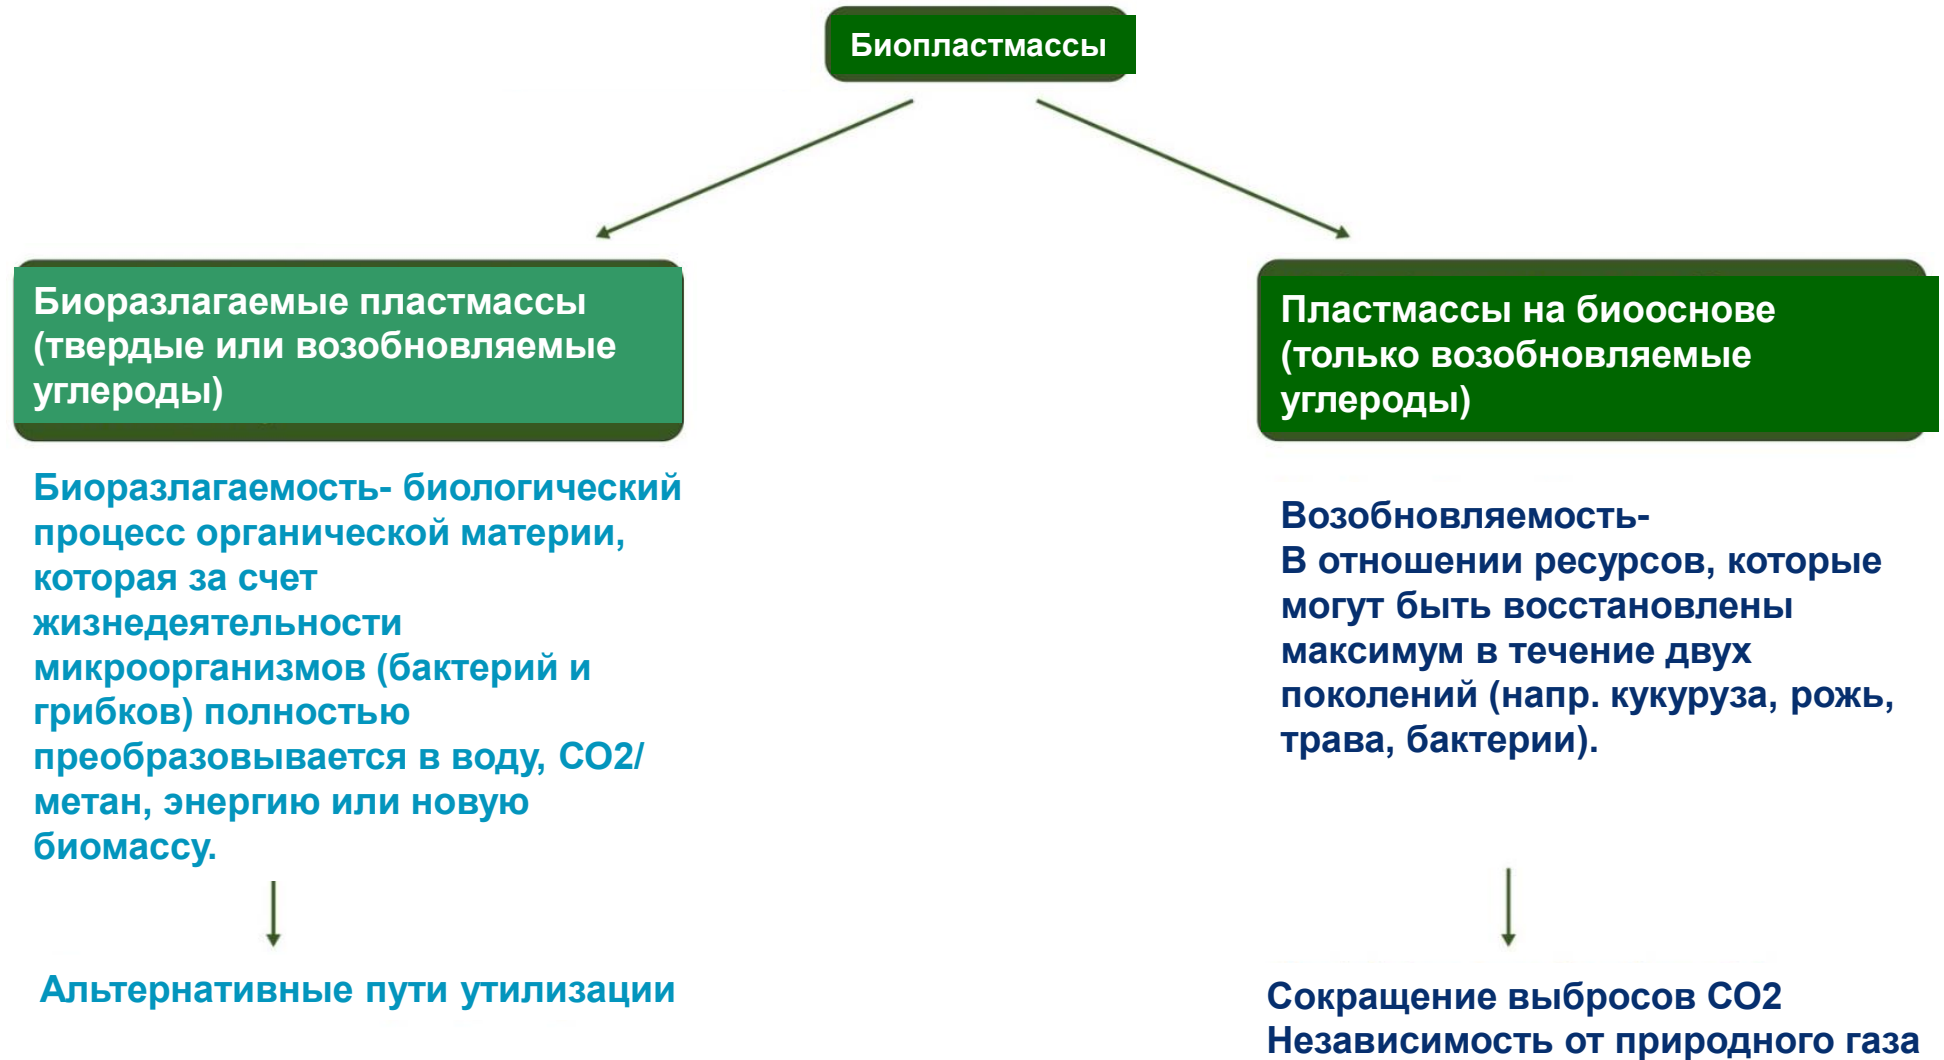 Биопластмассы
Биоразлагаемые пластмассы
(твердые или возобновляемые
углероды)
Биоразлагаемость- биологический
процесс органической материи,
которая за счет
жизнедеятельности
микроорганизмов (бактерий и
грибков) полностью
преобразовывается в воду, СО2/
метан, энергию или новую
биомассу.
Альтернативные пути утилизации
Пластмассы на биооснове
(только возобновляемые
углероды)
Возобновляемость-
В отношении ресурсов, которые
могут быть восстановлены
максимум в течение двух
поколений (напр. кукуруза, рожь,
трава, бактерии).
Сокращение выбросов СО2
Независимость от природного газа